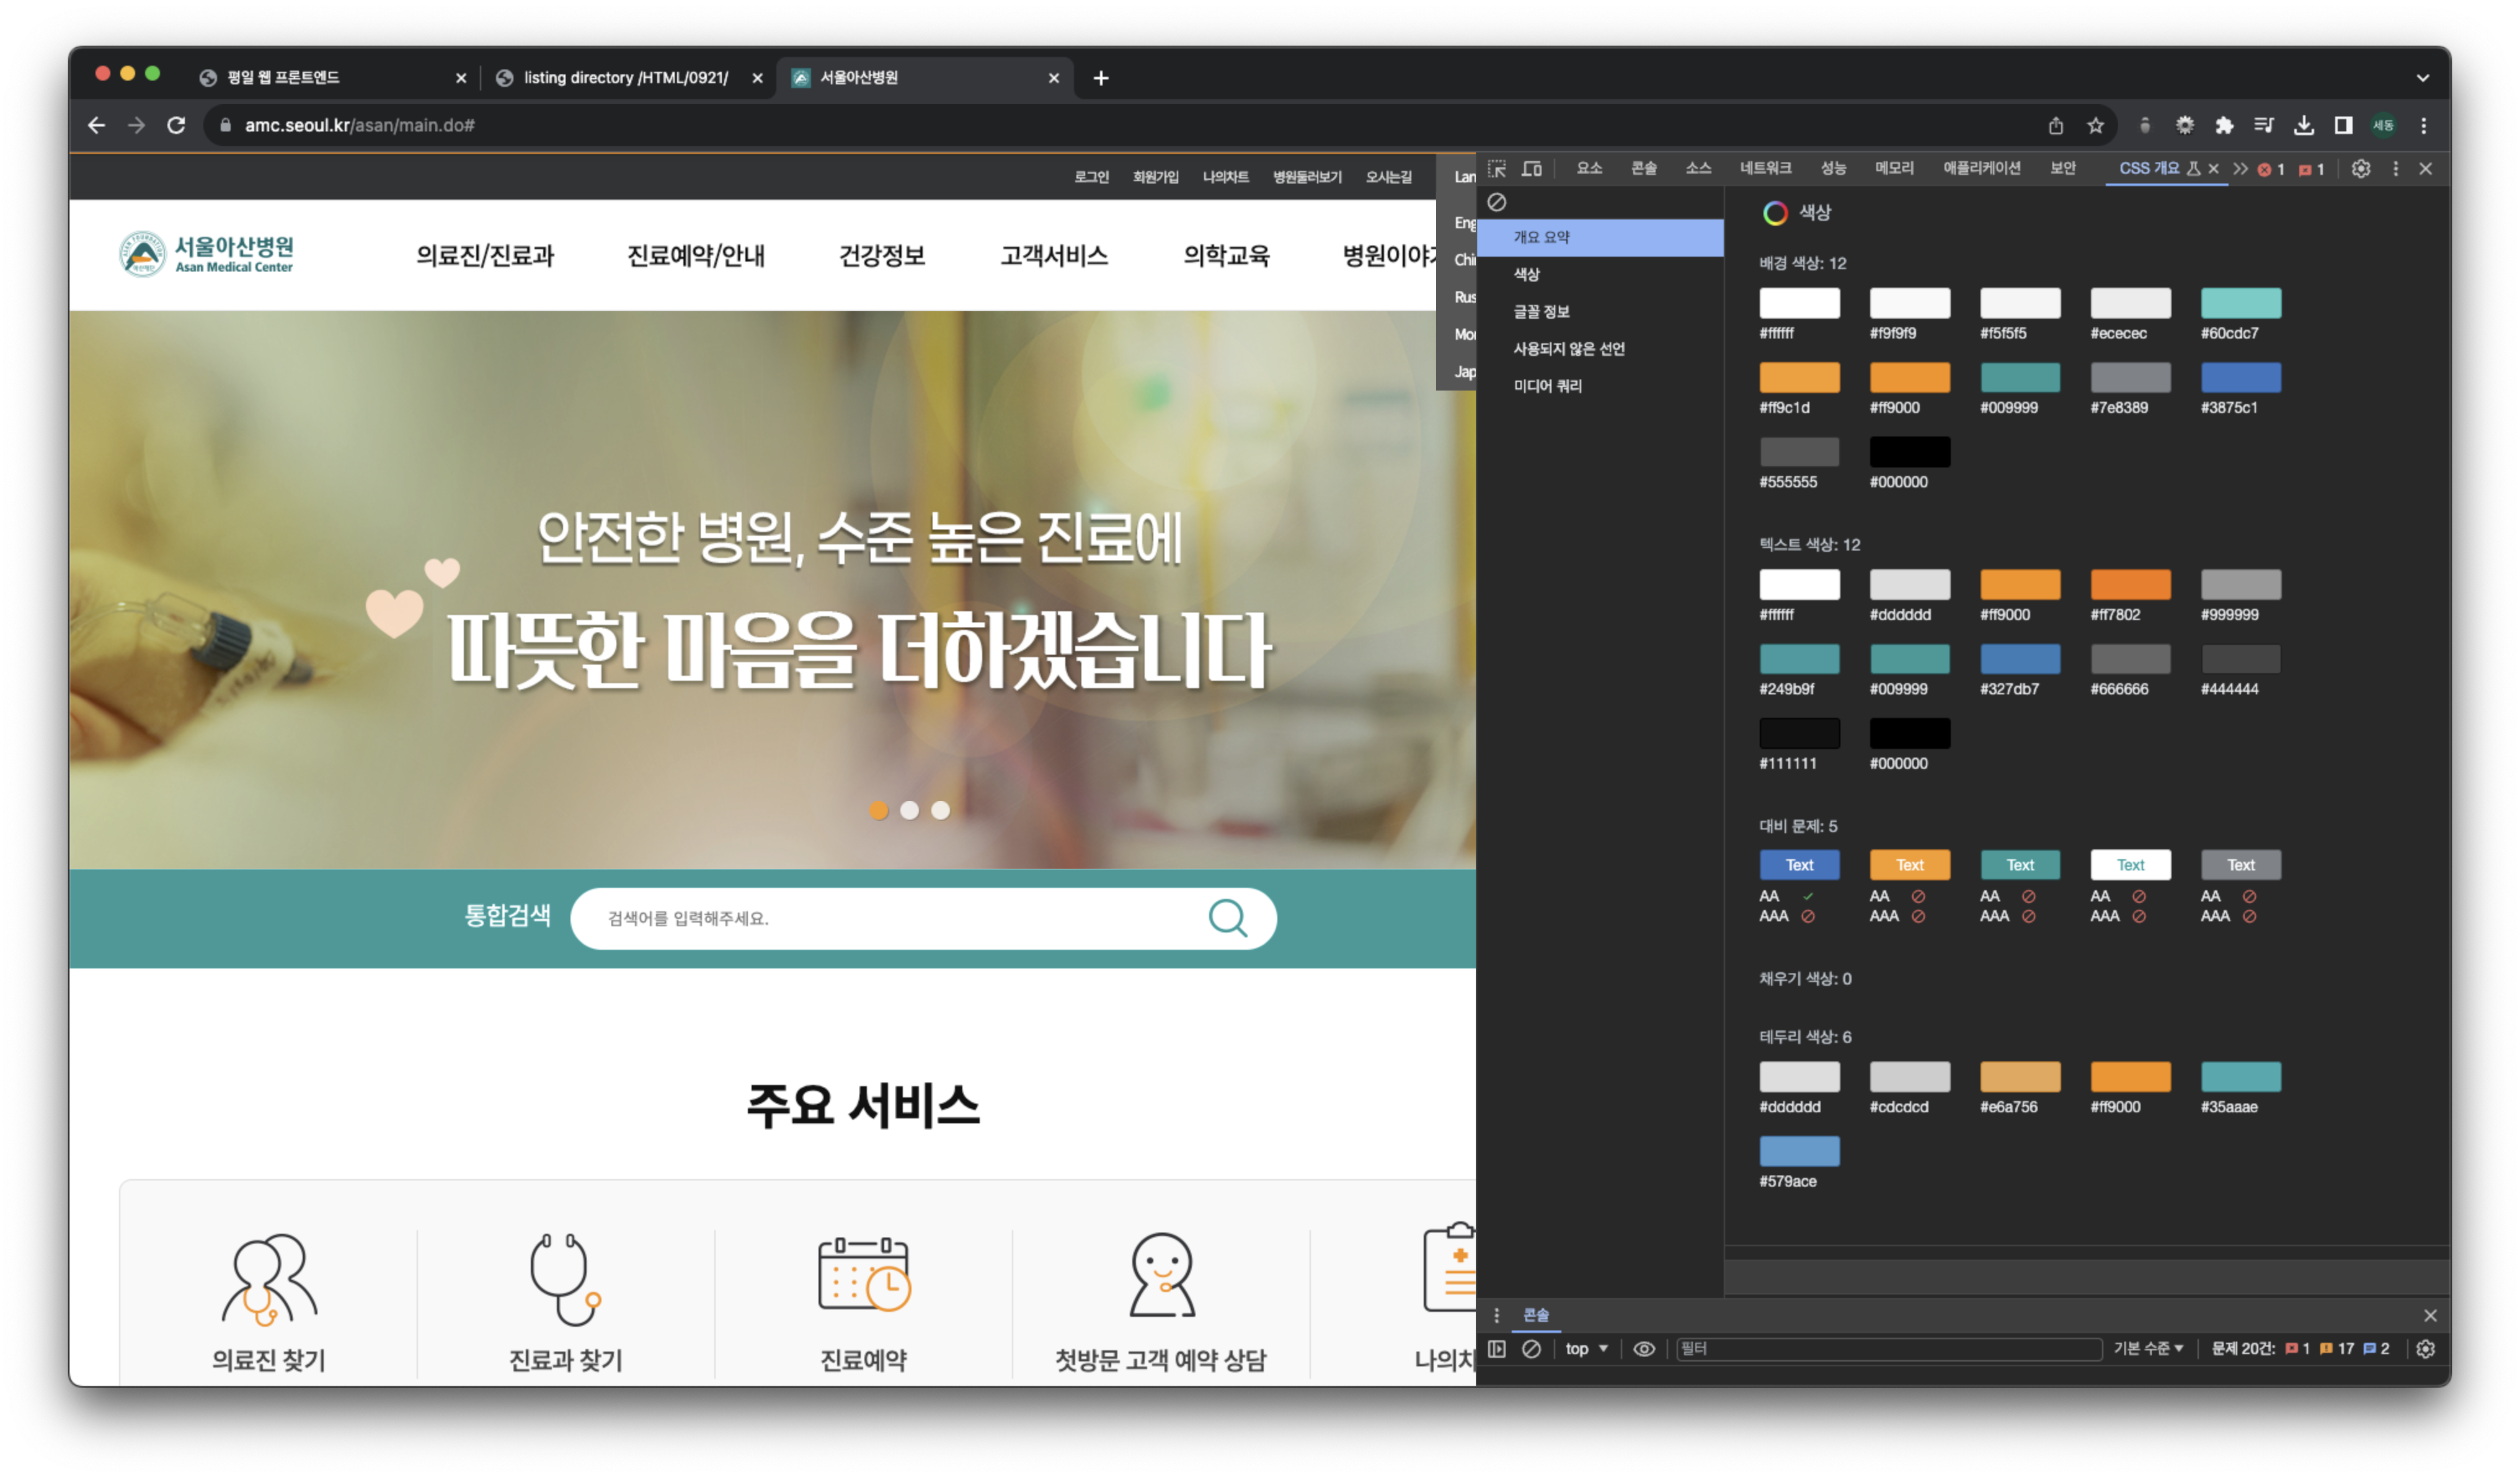 평일 웹 프론트엔드
listing directory /HTML/0921/
서울아산병원
amc.seoul.kr/asan/main.do#
세동
로그인 회원가입 나의차트 병원둘러보기 오시는길
Lan
Eng
Chi
Rus
Mon
Jap
서울아산병원
Asan Medical Center
의료진/진료과 진료예약/안내 건강정보 고객서비스 의학교육 병원이야기
안전한 병원, 수준 높은 진료에
따뜻한 마음을 더하겠습니다
통합검색 검색어를 입력해주세요.
주요 서비스
의료진 찾기 진료과 찾기 진료예약 첫방문 고객 예약 상담 나의차
요소 콘솔 소스 네트워크 성능 메모리 애플리케이션 보안 CSS 개요 1 1
개요 요약
색상
글꼴 정보
사용되지 않은 선언
미디어 쿼리
색상
배경 색상: 12
#ffffff #f9f9f9 #f5f5f5 #ececec #60cdc7
#ff9c1d #ff9000 #009999 #7e8389 #3875c1
#555555 #000000
텍스트 색상: 12
#ffffff #dddddd #ff9000 #ff7802 #999999
#249b9f #009999 #327db7 #666666 #444444
#111111 #000000
대비 문제: 5
Text Text Text Text Text
AA AA AA AA AA
AAA AAA AAA AAA AAA
채우기 색상: 0
테두리 색상: 6
#dddddd #cdcdcd #e6a756 #ff9000 #35aaae
#579ace
콘솔
top 필터 기본 수준 문제 20건: 1 17 2